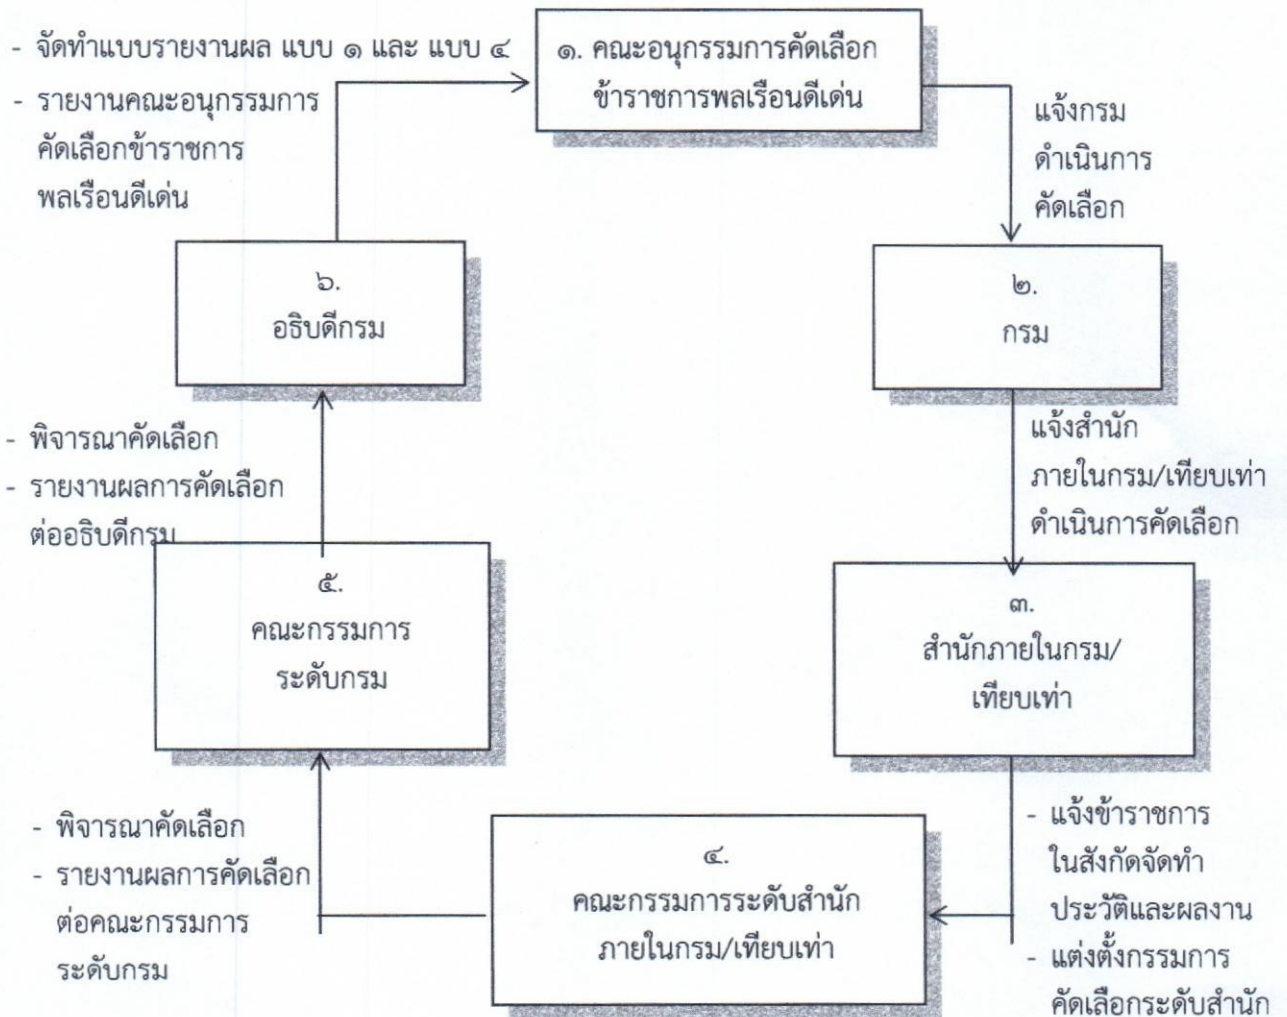 - จัดทำแบบรายงานผล แบบ ๑ และ แบบ ๔
- รายงานคณะอนุกรรมการ
คัดเลือกข้าราชการ
พลเรือนดีเด่น
๑. คณะอนุกรรมการคัดเลือก
ข้าราชการพลเรือนดีเด่น
แจ้งกรม
ดำเนินการ
คัดเลือก
๒.
กรม
แจ้งสำนัก
ภายในกรม/เทียบเท่า
ดำเนินการคัดเลือก
๓.
สำนักภายในกรม/
เทียบเท่า
- แจ้งข้าราชการ
ในสังกัดจัดทำ
ประวัติและผลงาน
- แต่งตั้งกรรมการ
คัดเลือกระดับสำนัก
๔.
คณะกรรมการระดับสำนัก
ภายในกรม/เทียบเท่า
- พิจารณาคัดเลือก
- รายงานผลการคัดเลือก
ต่อคณะกรรมการ
ระดับกรม
๕.
คณะกรรมการ
ระดับกรม
- พิจารณาคัดเลือก
- รายงานผลการคัดเลือก
ต่ออธิบดีกรม
๖.
อธิบดีกรม